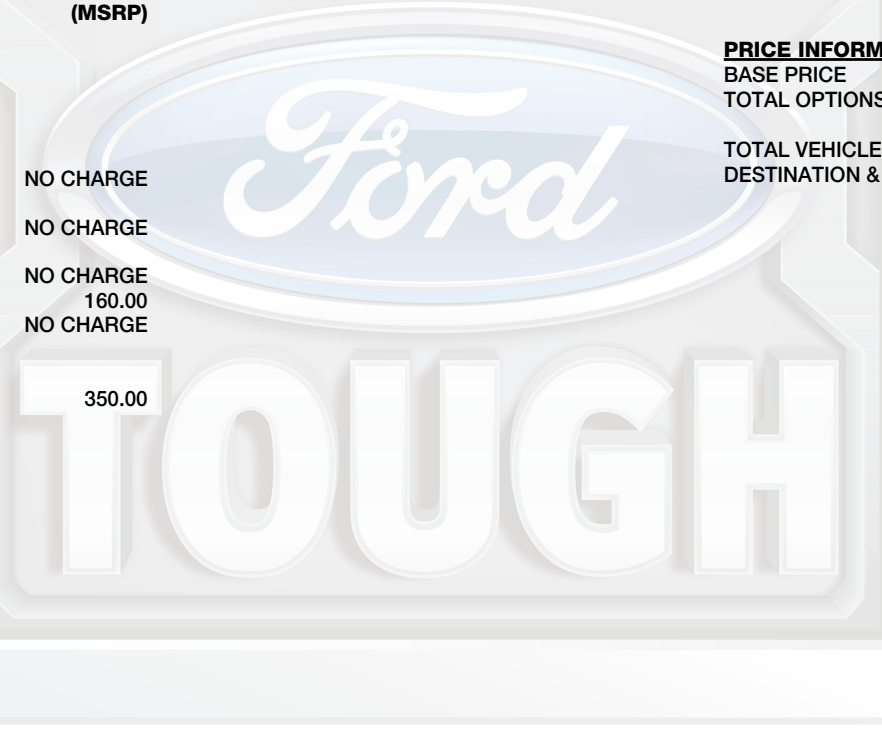 (MSRP)
NO CHARGE
NO CHARGE
NO CHARGE
160.00
NO CHARGE
350.00
PRICE INFORM
BASE PRICE
TOTAL OPTIONS
TOTAL VEHICLE
DESTINATION &
Ford
TOUGH